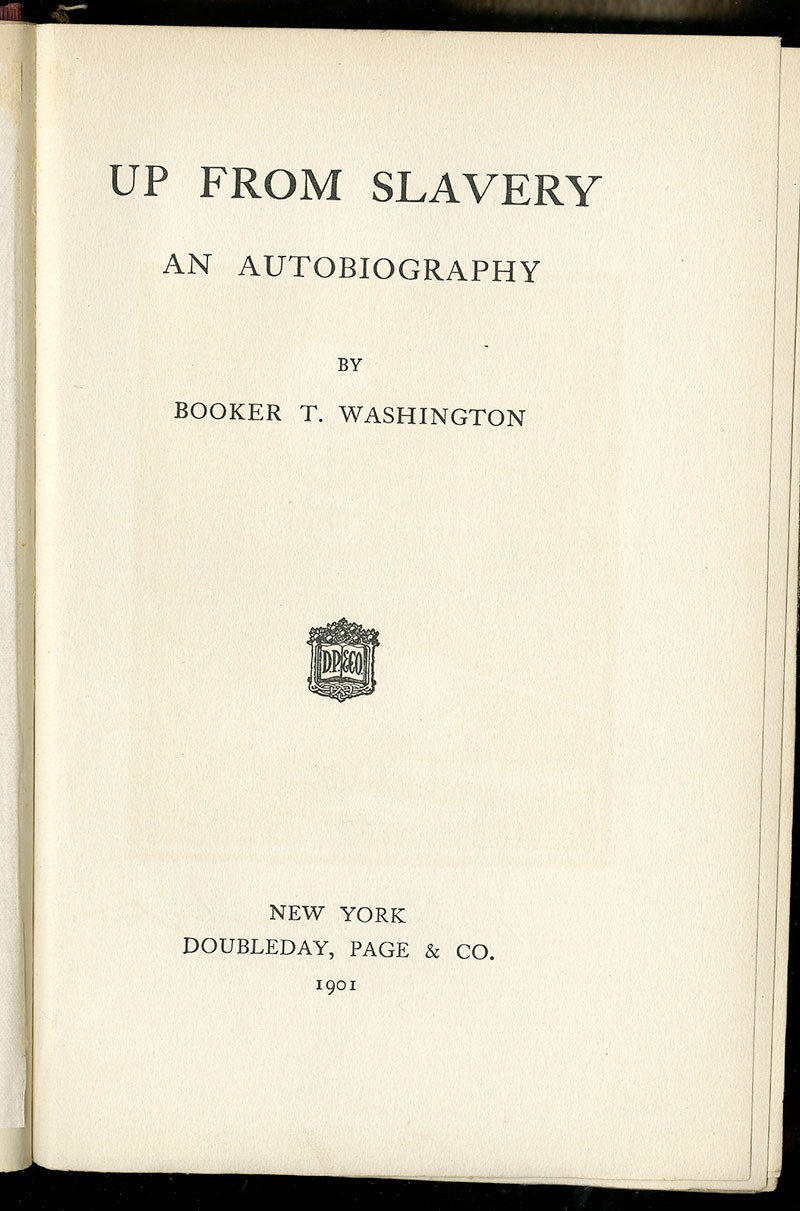 UP FROM SLAVERY
AN AUTOBIOGRAPHY
BY
BOOKER T. WASHINGTON
D.P. & CO.
NEW YORK
DOUBLEDAY, PAGE & CO.
1901